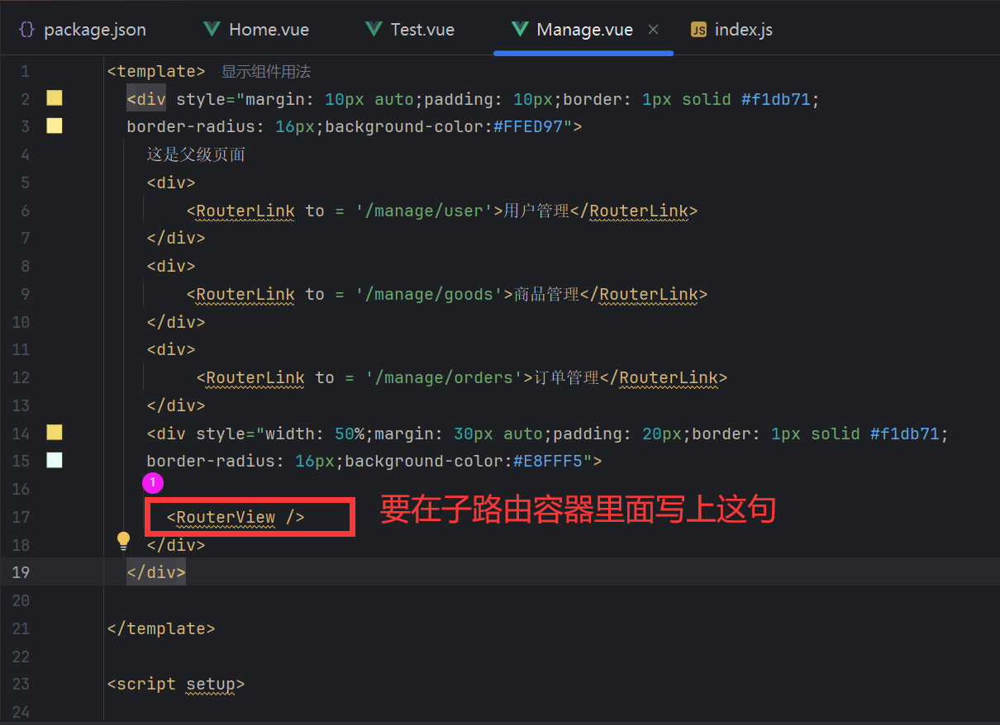 package.json Home.vue Test.vue Manage.vue JS index.js
1 <template> 显示组件用法
2 <div style="margin: 10px auto;padding: 10px;border: 1px solid #f1db71;
3 border-radius: 16px;background-color:#FFED97">
4 这是父级页面
5 <div>
6 <RouterLink to = '/manage/user'>用户管理</RouterLink>
7 </div>
8 <div>
9 <RouterLink to = '/manage/goods'>商品管理</RouterLink>
10 </div>
11 <div>
12 <RouterLink to = '/manage/orders'>订单管理</RouterLink>
13 </div>
14 <div style="width: 50%;margin: 30px auto;padding: 20px;border: 1px solid #f1db71;
15 border-radius: 16px;background-color:#E8FFF5">
16 1
17 <RouterView /> 要在子路由容器里面写上这句
18 </div>
19 </div>
20
21 </template>
22
23 <script setup>
24